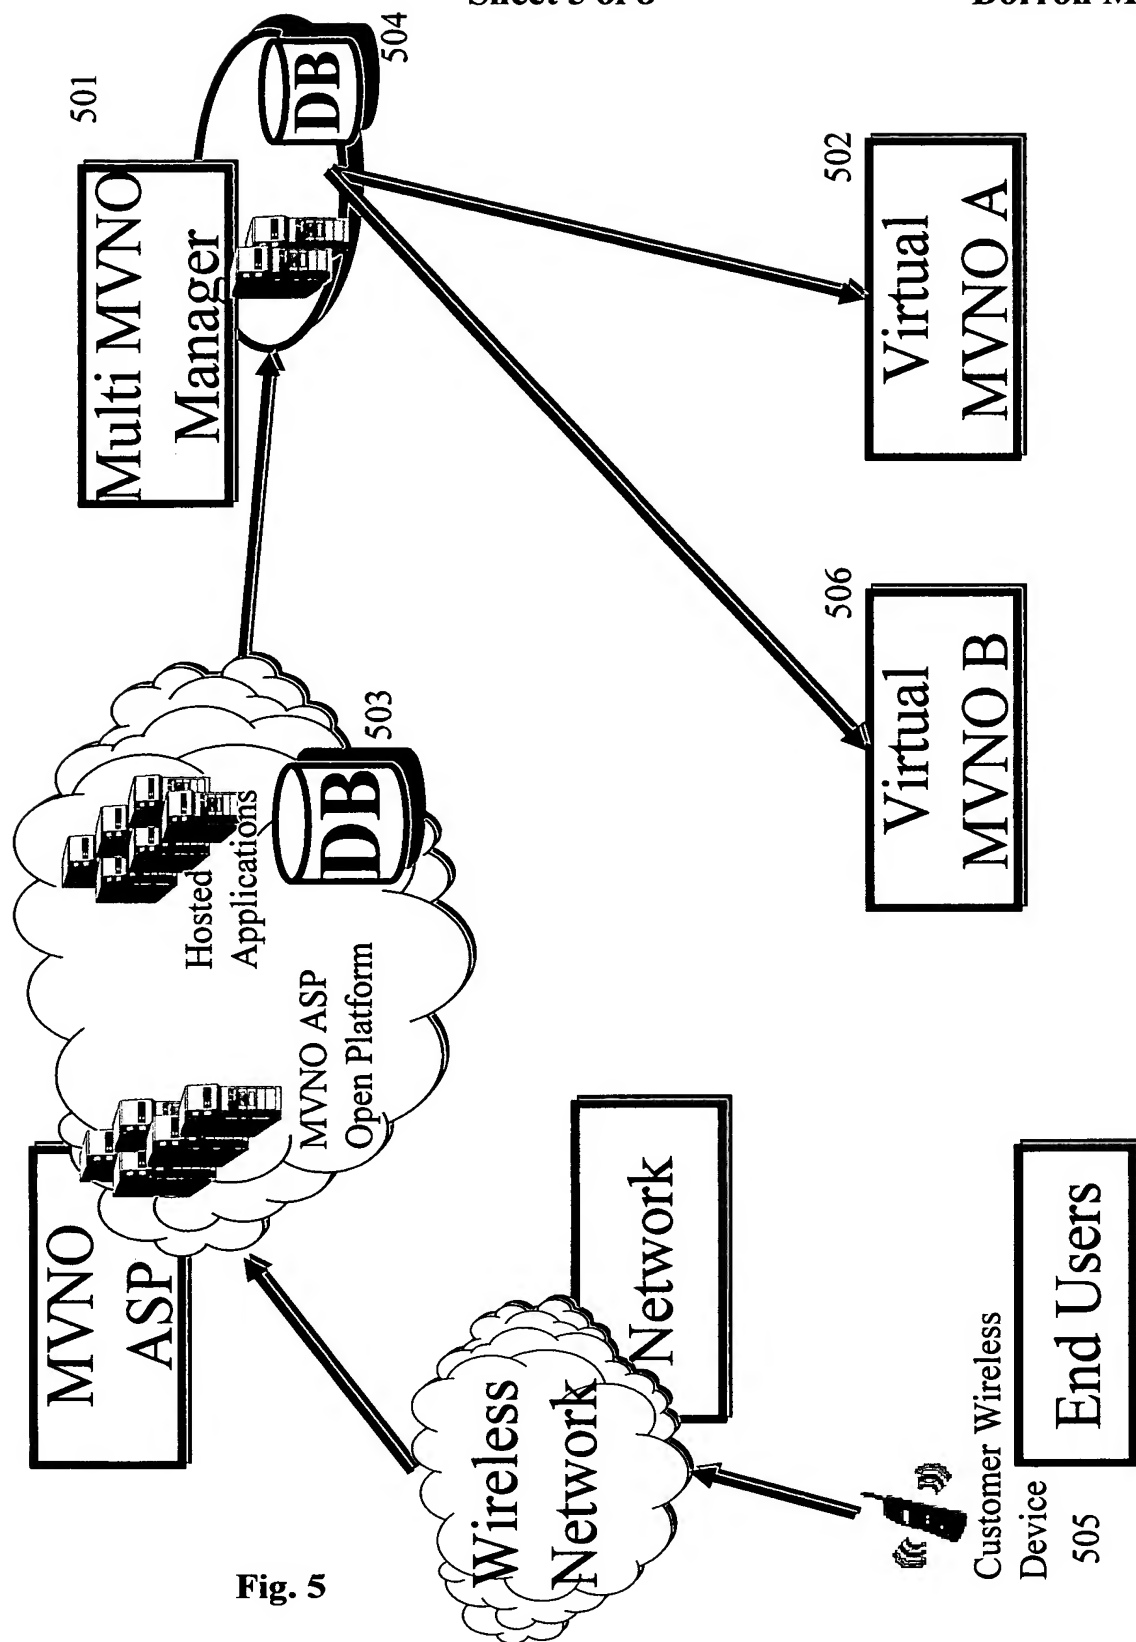 Sheet 5 of 8
501
Multi MVNO
Manager
DB
504
502
Virtual
MVNO A
506
Virtual
MVNO B
Hosted
Applications
DB
503
MVNO ASP
Open Platform
MVNO
ASP
Wireless
Network
Network
Customer Wireless
Device
505
End Users
Fig. 5